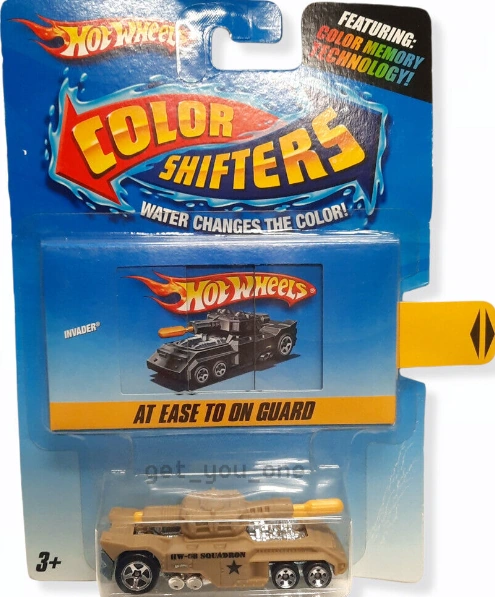 HOT WHEELS
FEATURING:
COLOR MEMORY
TECHNOLOGY!
COLOR
SHIFTERS
WATER CHANGES THE COLOR!
HOT WHEELS®
INVADER®
AT EASE TO ON GUARD
get_you_one
HW-SQUADRON
3+